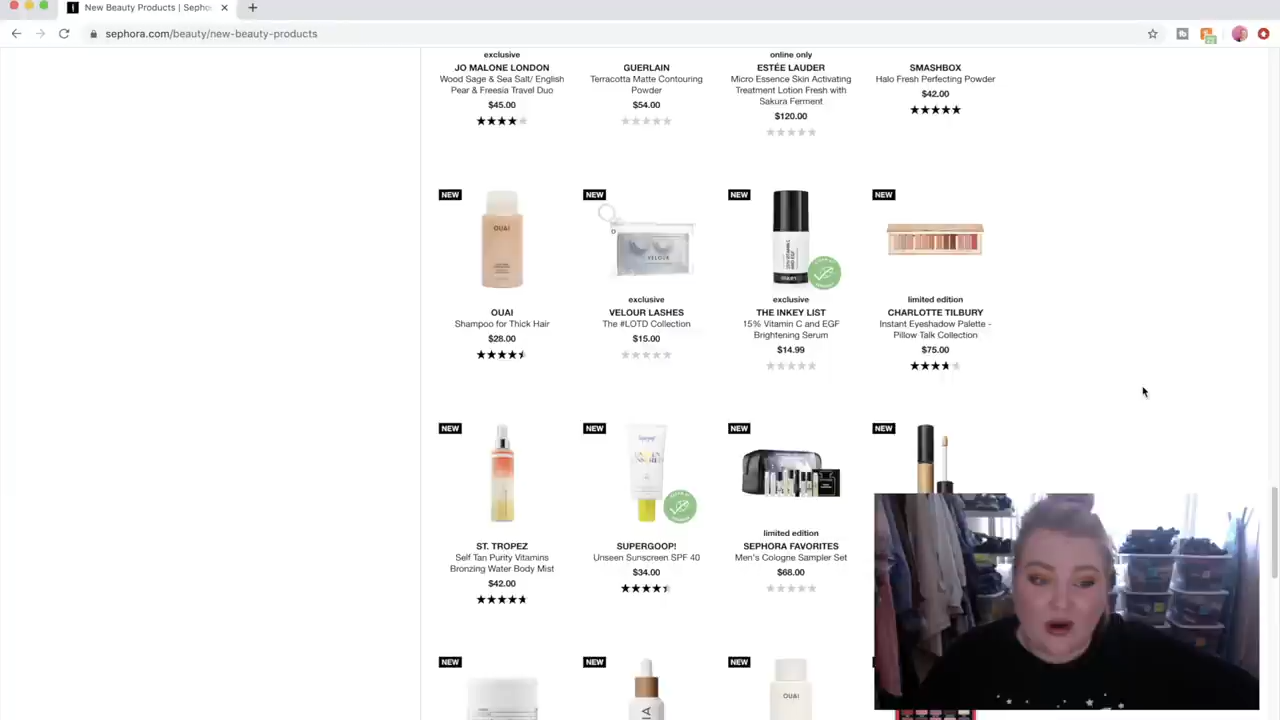 New Beauty Products | Sepho
sephora.com/beauty/new-beauty-products
exclusive
JO MALONE LONDON
Wood Sage & Sea Salt/ English
Pear & Freesia Travel Duo
$45.00
GUERLAIN
Terracotta Matte Contouring
Powder
$54.00
online only
ESTÉE LAUDER
Micro Essence Skin Activating
Treatment Lotion Fresh with
Sakura Ferment
$120.00
SMASHBOX
Halo Fresh Perfecting Powder
$42.00
NEW
OUAI
OUAI
Shampoo for Thick Hair
$28.00
NEW
VELOUR
exclusive
VELOUR LASHES
The #LOTD Collection
$15.00
NEW
15% VITAMIN C
AND EGF
exclusive
THE INKEY LIST
15% Vitamin C and EGF
Brightening Serum
$14.99
NEW
limited edition
CHARLOTTE TILBURY
Instant Eyeshadow Palette -
Pillow Talk Collection
$75.00
NEW
ST. TROPEZ
Self Tan Purity Vitamins
Bronzing Water Body Mist
$42.00
NEW
SUPERGOOP!
Unseen Sunscreen SPF 40
$34.00
NEW
limited edition
SEPHORA FAVORITES
Men's Cologne Sampler Set
$68.00
NEW
NEW
NEW
NEW
OUAI